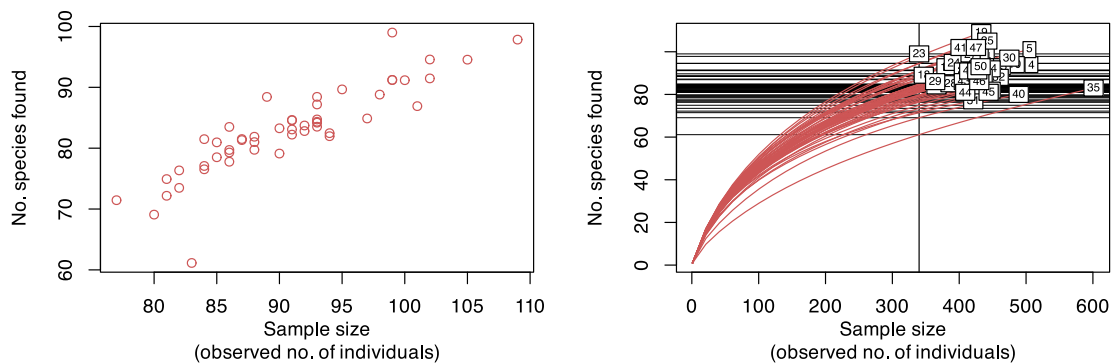 100
90
80
70
60
No. species found
80 85 90 95 100 105 110
Sample size
(observed no. of individuals)
80
60
40
20
0
No. species found
0 100 200 300 400 500 600
Sample size
(observed no. of individuals)
19
23 41 47 5
30 4
50
29
35
44 45 40